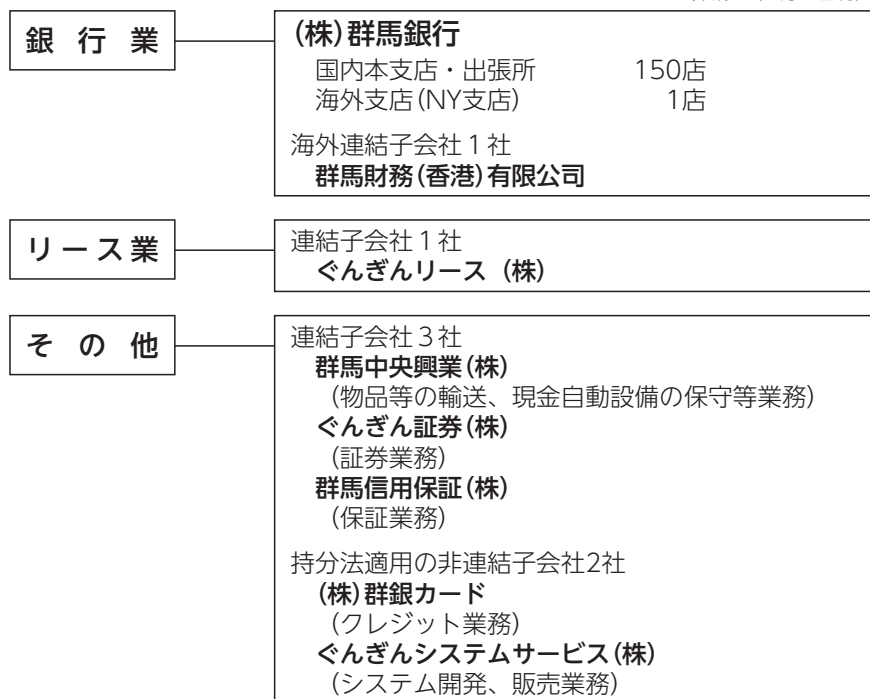 銀行業
(株)群馬銀行
国内本支店・出張所 150店
海外支店(NY支店) 1店
海外連結子会社1社
群馬財務(香港)有限公司
リース業
連結子会社1社
ぐんぎんリース(株)
その他
連結子会社3社
群馬中央興業(株)
(物品等の輸送、現金自動設備の保守等業務)
ぐんぎん証券(株)
(証券業務)
群馬信用保証(株)
(保証業務)
持分法適用の非連結子会社2社
(株)群銀カード
(クレジット業務)
ぐんぎんシステムサービス(株)
(システム開発、販売業務)